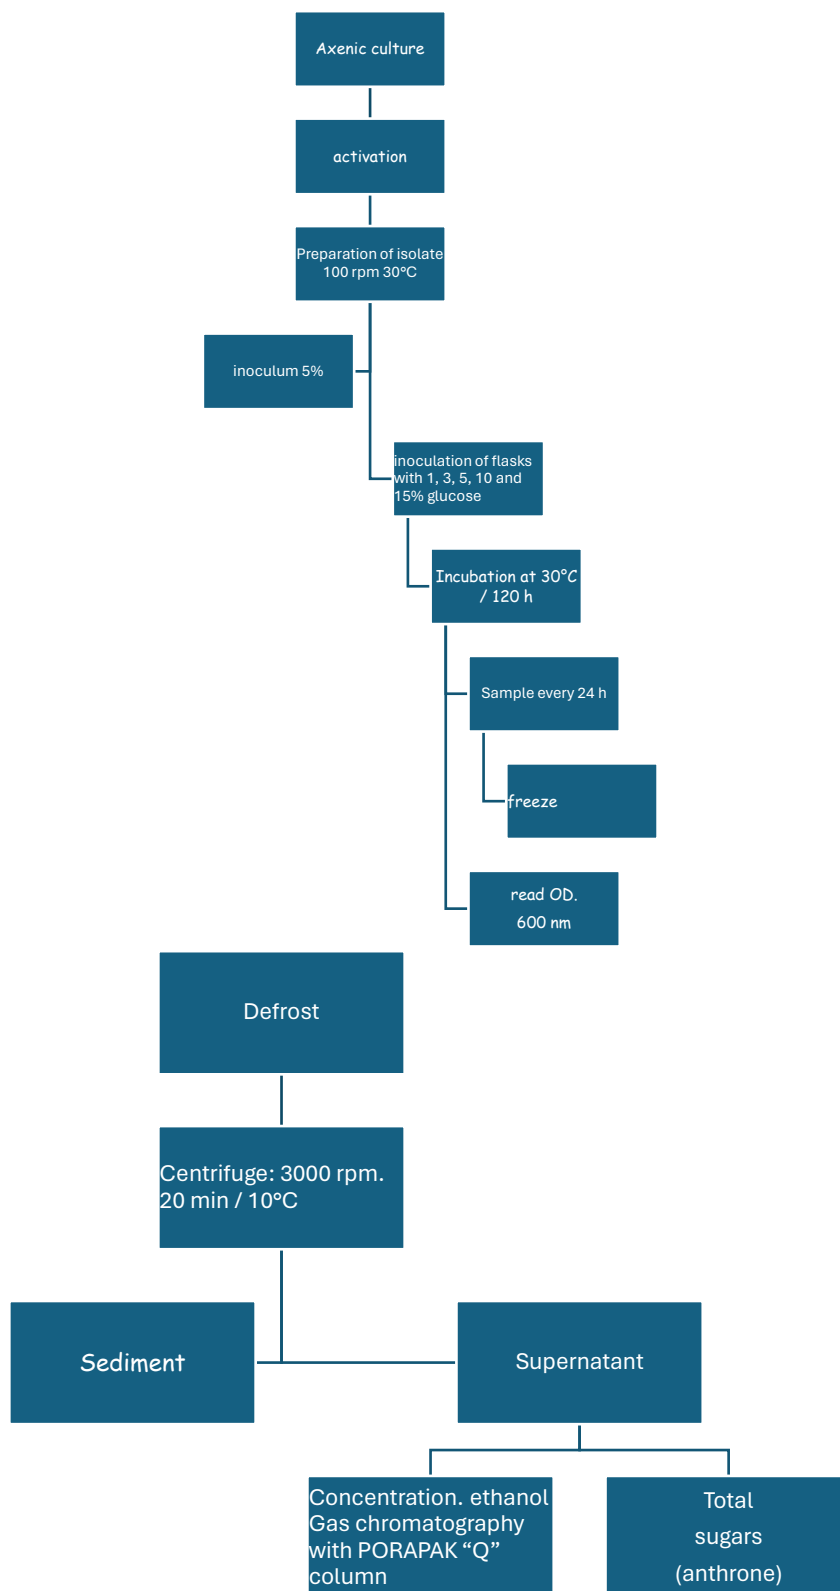 Axenic culture
activation
Preparation of isolate
100 rpm 30°C
inoculum 5%
inoculation of flasks
with 1, 3, 5, 10 and
15% glucose
Incubation at 30°C
/ 120 h
Sample every 24 h
freeze
read OD.
600 nm
Defrost
Centrifuge: 3000 rpm.
20 min / 10°C
Sediment
Supernatant
Concentration. ethanol
Gas chromatography
with PORAPAK “Q”
column
Total
sugars
(anthrone)